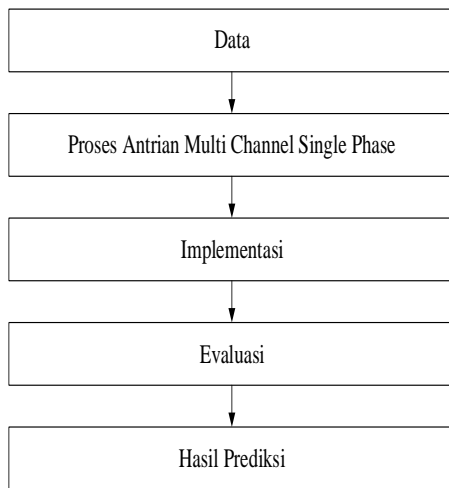 Data
Proses Antrian Multi Channel Single Phase
Implementasi
Evaluasi
Hasil Prediksi